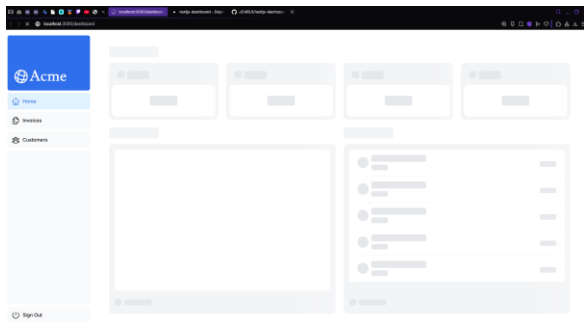 localhost:3000/dashboard
Acme
Home
Invoices
Customers
Sign Out